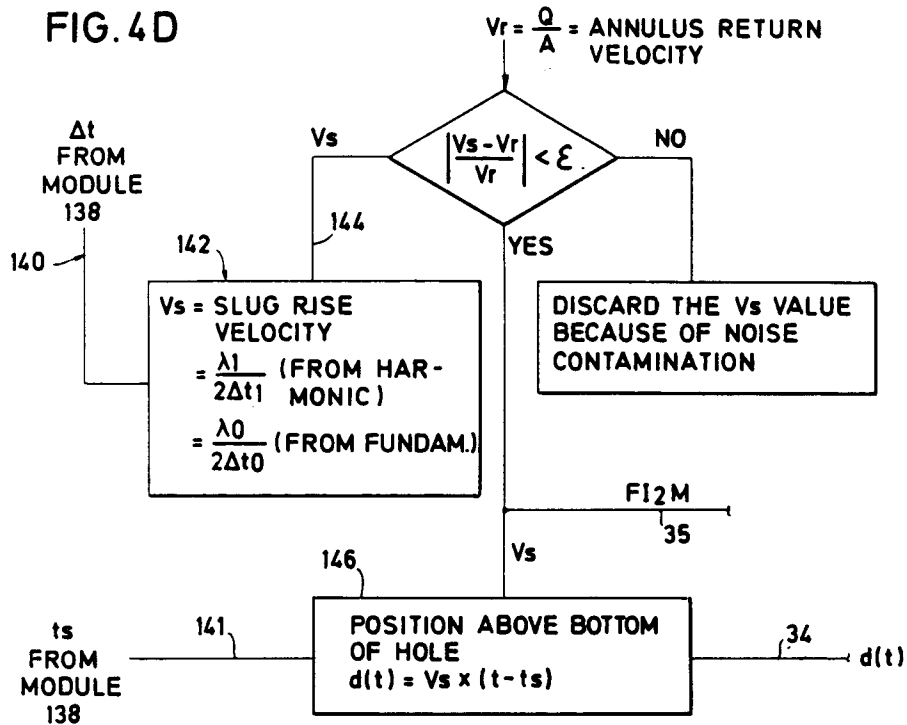 FIG. 4D
Vr = Q/A = ANNULUS RETURN
VELOCITY
Δt
FROM
MODULE
138
140
Vs
|Vs - Vr / Vr| < ε
NO
144
YES
142
Vs = SLUG RISE
VELOCITY
= λ1/2Δt1 (FROM HAR-
MONIC)
= λ0/2Δt0 (FROM FUNDAM.)
DISCARD THE Vs VALUE
BECAUSE OF NOISE
CONTAMINATION
FI2M
35
Vs
146
ts
FROM
MODULE
138
141
POSITION ABOVE BOTTOM
OF HOLE
d(t) = Vs x (t-ts)
34
d(t)